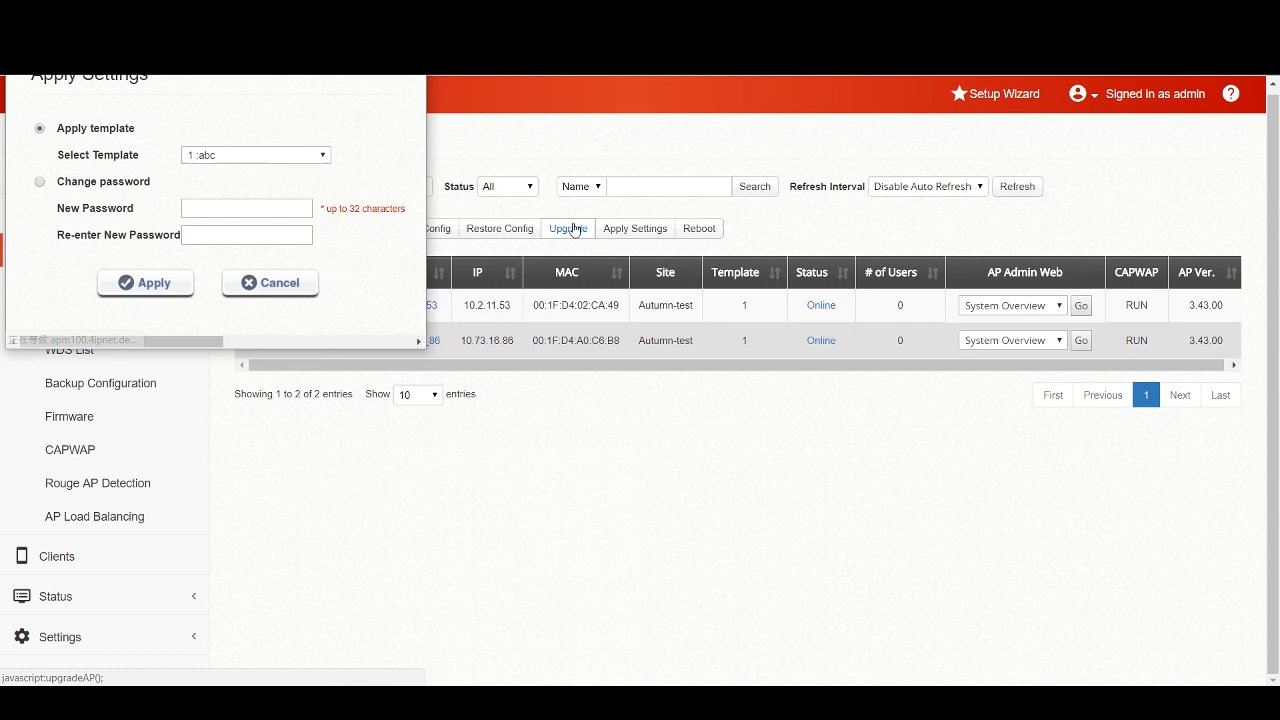 Apply Settings
Setup Wizard
Signed in as admin
Apply template
Select Template 1 :abc
Change password
New Password * up to 32 characters
Re-enter New Password
Apply Cancel
Status All Name Search Refresh Interval Disable Auto Refresh Refresh
Restore Config Upgrade Apply Settings Reboot
IP MAC Site Template Status # of Users AP Admin Web CAPWAP AP Ver.
53 10.2.11.53 00:1F:D4:02:CA:49 Autumn-test 1 Online 0 System Overview Go RUN 3.43.00
_86 10.73.16.86 00:1F:D4:A0:C6:B8 Autumn-test 1 Online 0 System Overview Go RUN 3.43.00
正在等候 apm100.4ipnet.de...
WDS List
Showing 1 to 2 of 2 entries Show 10 entries
First Previous 1 Next Last
Backup Configuration
Firmware
CAPWAP
Rouge AP Detection
AP Load Balancing
Clients
Status
Settings
javascript:upgradeAP();